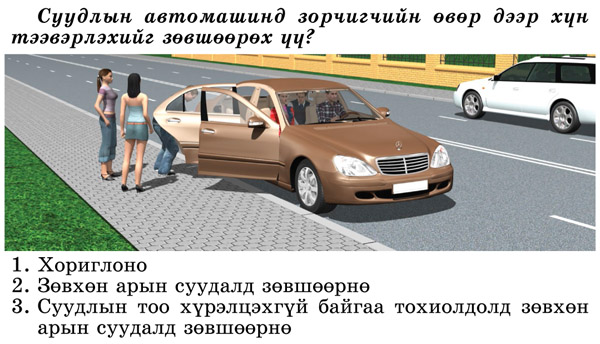 Суудлын автомашинд зорчигчийн өвөр дээр хүн
тээвэрлэхийг зөвшөөрөх үү?
1. Хориглоно
2. Зөвхөн арын суудалд зөвшөөрнө
3. Суудлын тоо хүрэлцэхгүй байгаа тохиолдолд зөвхөн
арын суудалд зөвшөөрнө